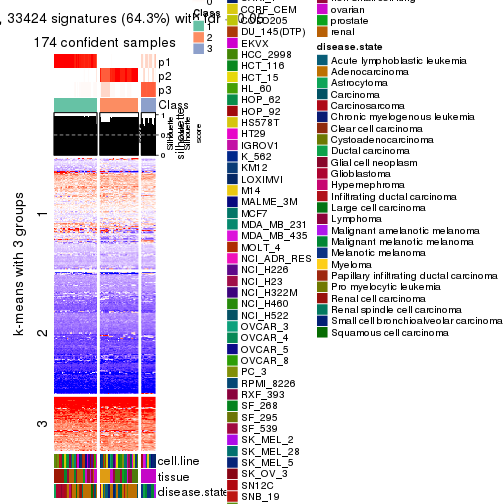 , 33424 signatures (64.3%) with fdr < 0.05
174 confident samples
p1
p2
p3
Class
1
0.5
0
Silhouette
score
k-means with 3 groups
1
2
3
cell.line
tissue
disease.state
Class
1
2
3
CCRF_CEM
COLO205
DU_145(DTP)
EKVX
HCC_2998
HCT_116
HCT_15
HL_60
HOP_62
HOP_92
HS578T
HT29
IGROV1
K_562
KM12
LOXIMVI
M14
MALME_3M
MCF7
MDA_MB_231
MDA_MB_435
MOLT_4
NCI_ADR_RES
NCI_H226
NCI_H23
NCI_H322M
NCI_H460
NCI_H522
OVCAR_3
OVCAR_4
OVCAR_5
OVCAR_8
PC_3
RPMI_8226
RXF_393
SF_268
SF_295
SF_539
SK_MEL_2
SK_MEL_28
SK_MEL_5
SK_OV_3
SN12C
SNB_19
ovarian
prostate
renal
disease.state
Acute lymphoblastic leukemia
Adenocarcinoma
Astrocytoma
Carcinoma
Carcinosarcoma
Chronic myelogenous leukemia
Clear cell carcinoma
Cystoadenocarcinoma
Ductal carcinoma
Glial cell neoplasm
Glioblastoma
Hypernephroma
Infiltrating ductal carcinoma
Large cell carcinoma
Lymphoma
Malignant amelanotic melanoma
Malignant melanotic melanoma
Melanotic melanoma
Myeloma
Papillary infiltrating ductal carcinoma
Pro myelocytic leukemia
Renal cell carcinoma
Renal spindle cell carcinoma
Small cell bronchioalveolar carcinoma
Squamous cell carcinoma